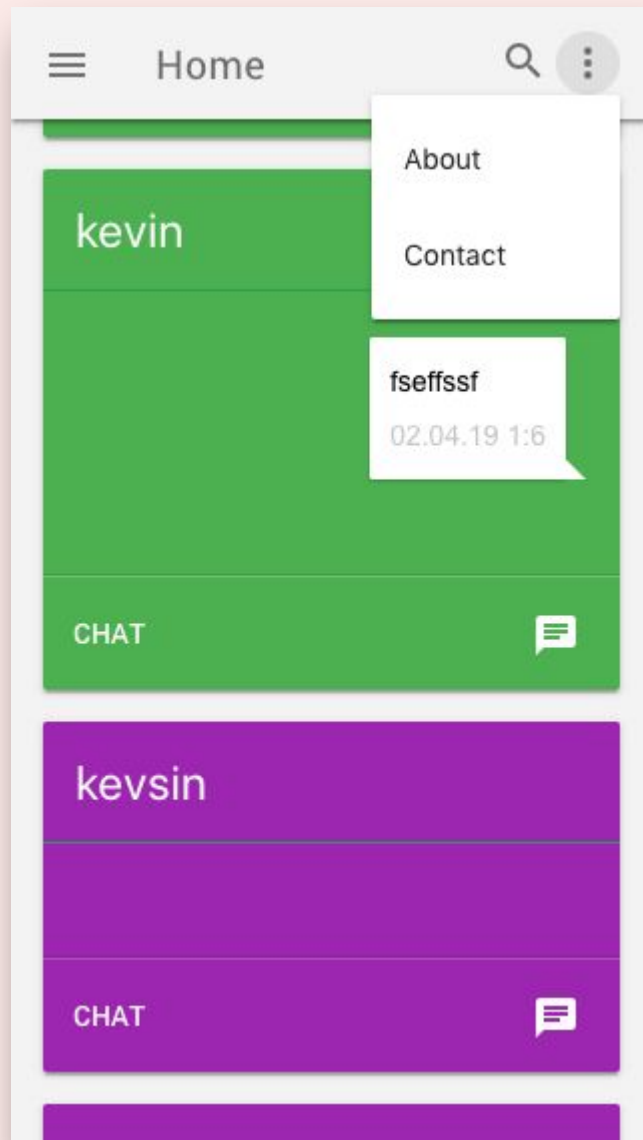 Home
About
Contact
kevin
fseffssf
02.04.19 1:6
CHAT
kevsin
CHAT